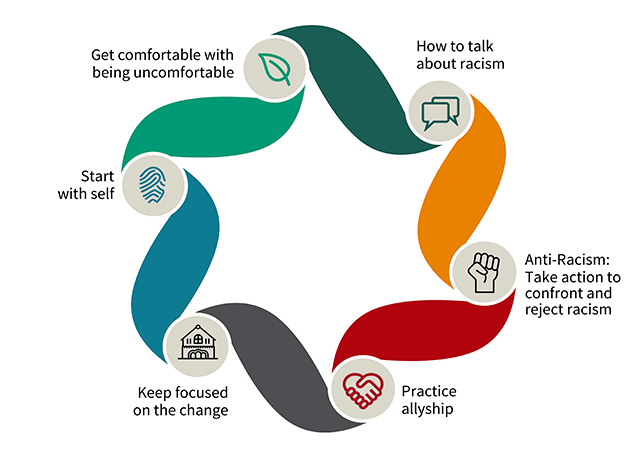 Get comfortable with
being uncomfortable
How to talk
about racism
Start
with self
Anti-Racism:
Take action to
confront and
reject racism
Keep focused
on the change
Practice
allyship